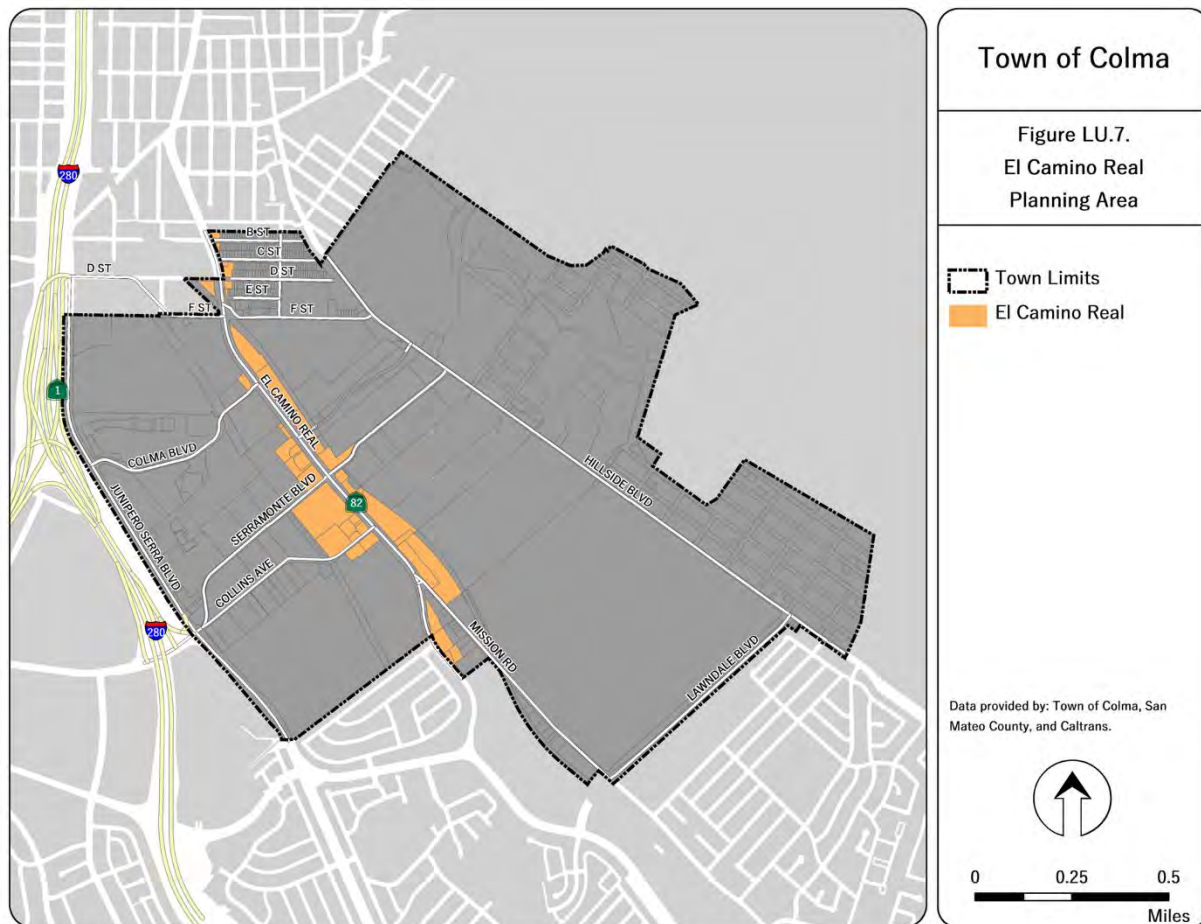 Town of Colma
Figure LU.7.
El Camino Real
Planning Area
Town Limits
El Camino Real
Data provided by: Town of Colma, San
Mateo County, and Caltrans.
0 0.25 0.5
Miles
280
B ST
C ST
D ST
D ST
E ST
F ST
F ST
1
EL CAMINO REAL
COLMA BLVD
HILLSIDE BLVD
JUNIPERO SERRA BLVD
SERRAMONTE BLVD
82
COLLINS AVE
280
MISSION RD
LAWNDALE BLVD